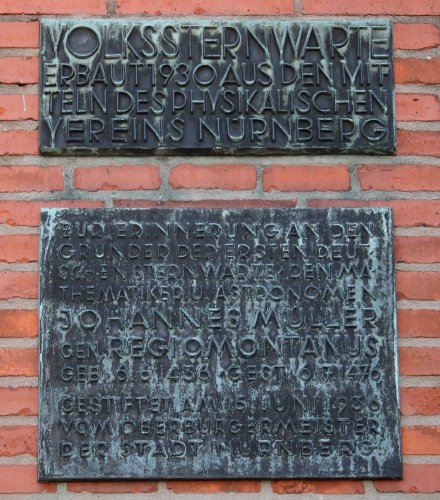 VOLKSSTERNWARTE
ERBAUT 1930 AUS DEN MIT
TELN DES PHYSIKALISCHEN
VEREINS NÜRNBERG
ZUR ERINNERUNG AN DEN
GRÜNDER DER ERSTEN DEUT
SCHEN STERNWARTE · DEN MA
THEMATIKER U. ASTRONOMEN
JOHANNES MÜLLER
GEN. REGIOMONTANUS
GEB. 6.6.1436 · GEST. 6.7.1476
GESTIFTET AM 15. JUNI 1936
VOM OBERBÜRGERMEISTER
DER STADT NÜRNBERG